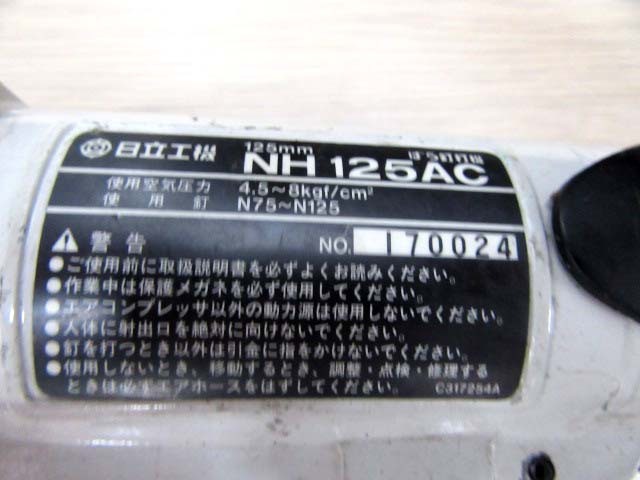 日立工機 125mm ばら釘打機
NH 125AC
使用空気圧力 4.5~8kgf/cm²
使用釘 N75~N125
警告 NO. 170024
●ご使用前に取扱説明書を必ずよくお読みください。
●作業中は保護メガネを必ず使用してください。
●エアコンプレッサ以外の動力源は使用しないでください。
●人体に射出口を絶対に向けないでください。
●釘を打つとき以外は引金に指をかけないでください。
●使用しないとき、移動するとき、調整・点検・修理する
ときは必ずエアホースをはずしてください。
C317254A